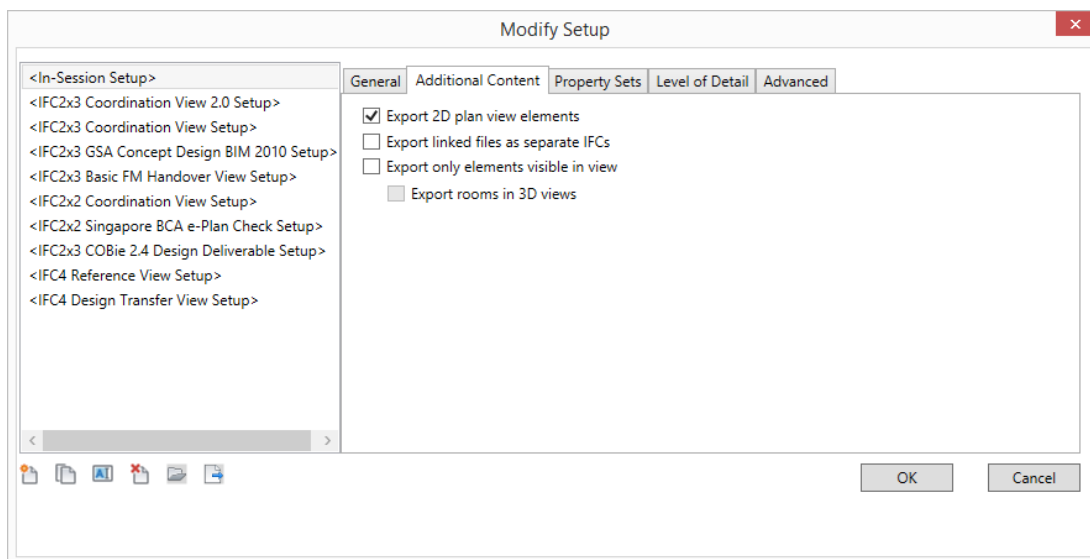 Modify Setup
<In-Session Setup>
<IFC2x3 Coordination View 2.0 Setup>
<IFC2x3 Coordination View Setup>
<IFC2x3 GSA Concept Design BIM 2010 Setup>
<IFC2x3 Basic FM Handover View Setup>
<IFC2x2 Coordination View Setup>
<IFC2x2 Singapore BCA e-Plan Check Setup>
<IFC2x3 COBie 2.4 Design Deliverable Setup>
<IFC4 Reference View Setup>
<IFC4 Design Transfer View Setup>
General Additional Content Property Sets Level of Detail Advanced
Export 2D plan view elements
Export linked files as separate IFCs
Export only elements visible in view
Export rooms in 3D views
AI
OK Cancel